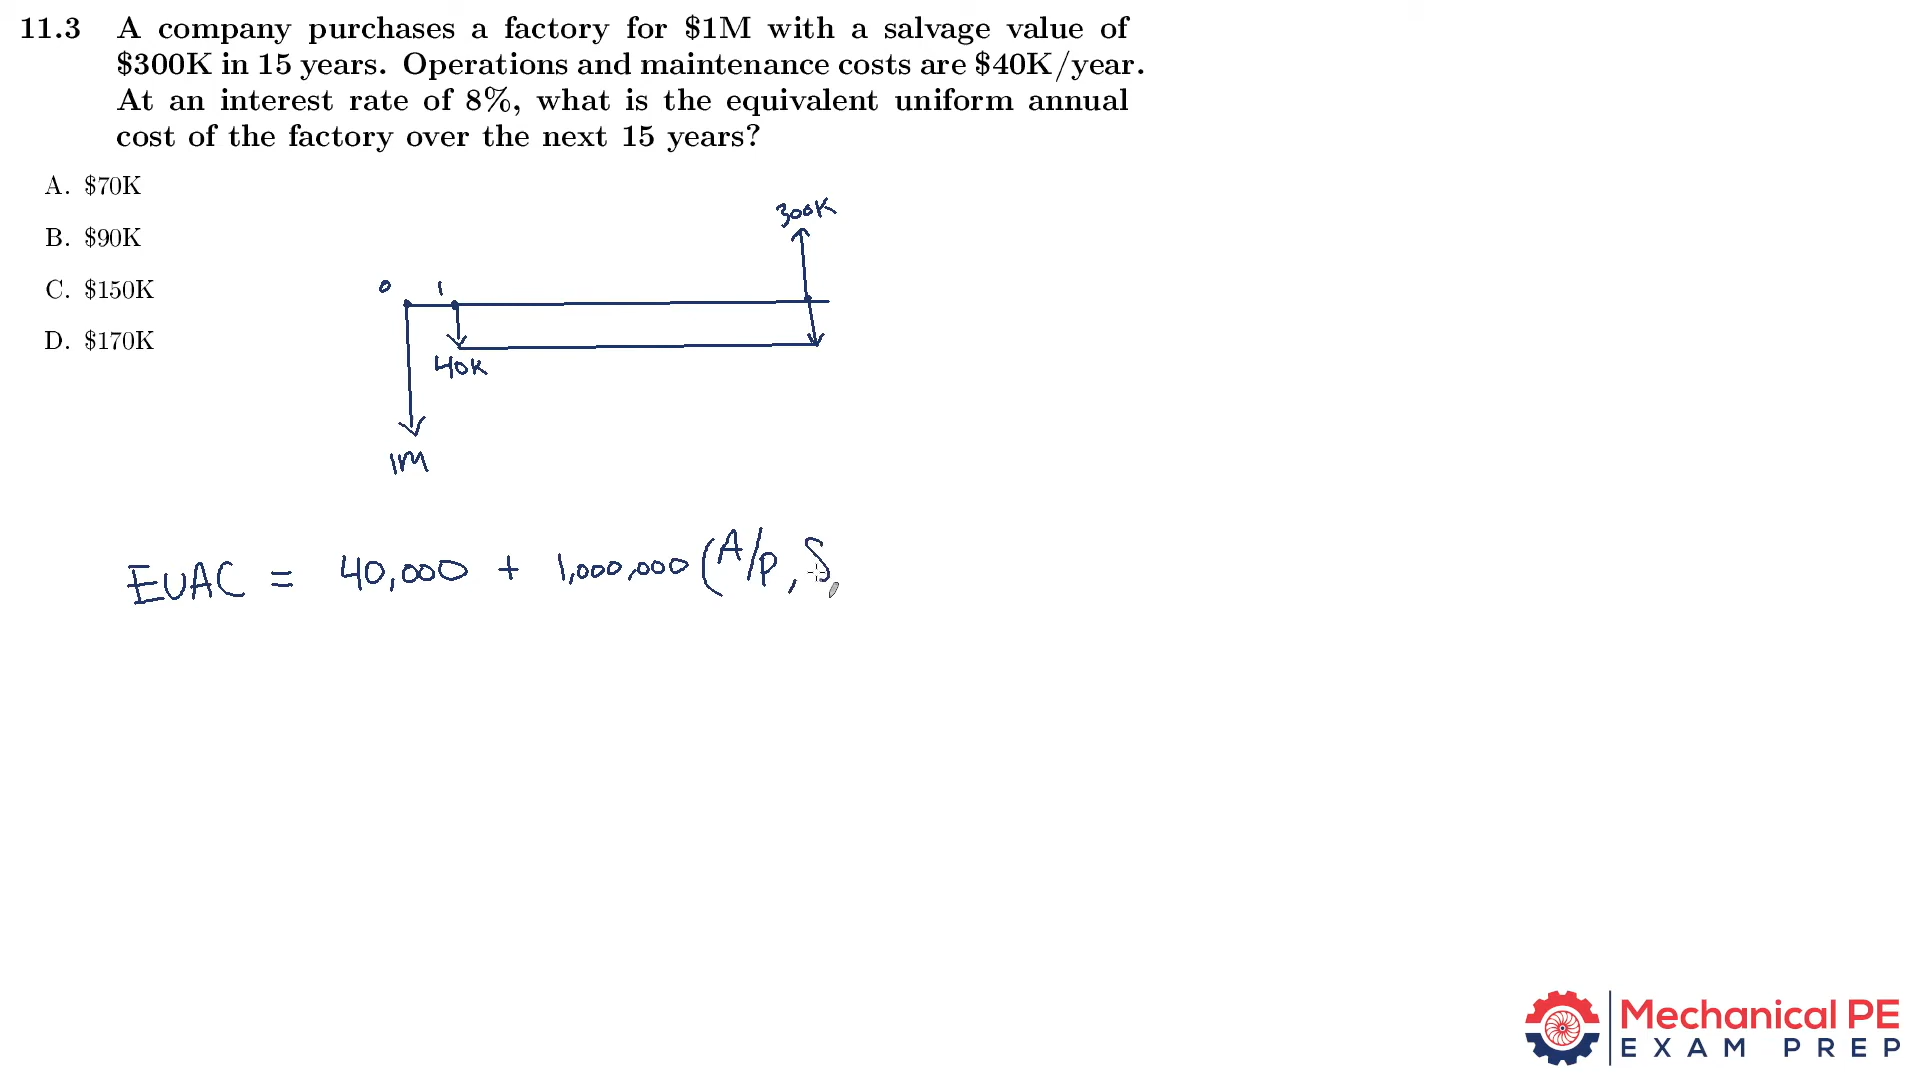 11.3 A company purchases a factory for $1M with a salvage value of
$300K in 15 years. Operations and maintenance costs are $40K/year.
At an interest rate of 8%, what is the equivalent uniform annual
cost of the factory over the next 15 years?
A. $70K
B. $90K
C. $150K
D. $170K
300K
0 1
40K
1M
EUAC = 40,000 + 1,000,000 (A/P,
Mechanical PE
EXAM PREP